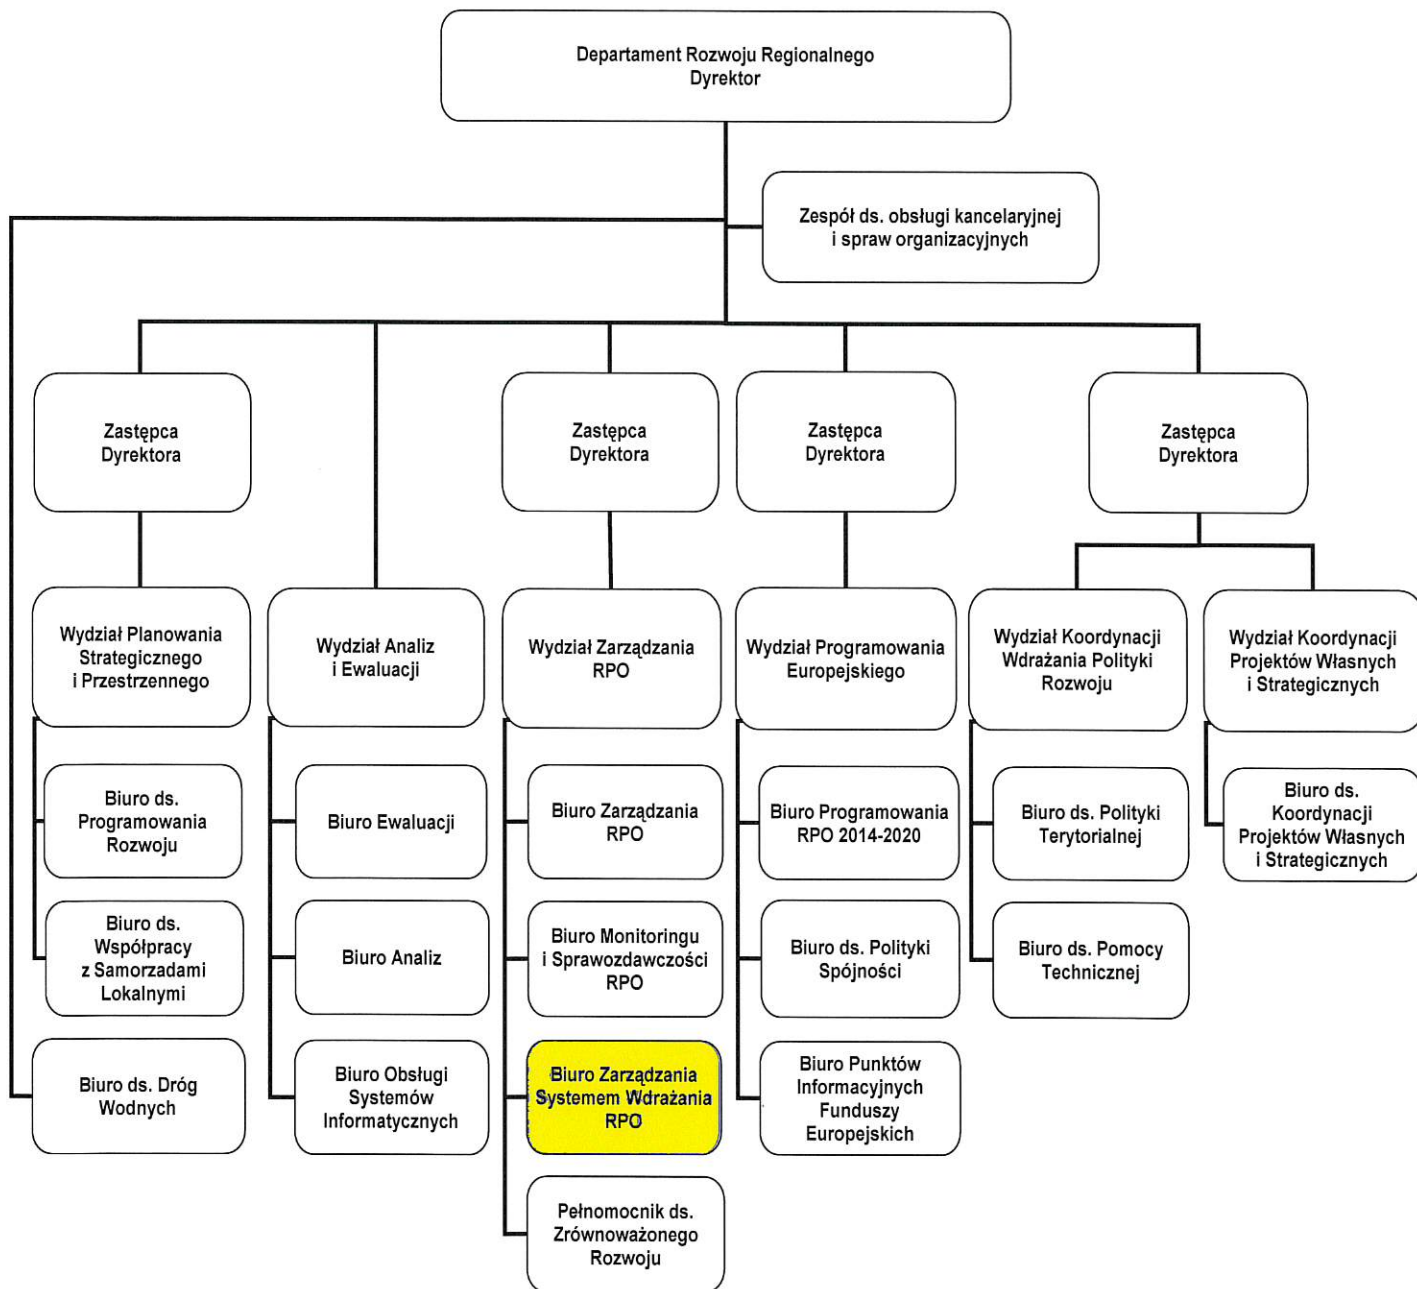 Departament Rozwoju Regionalnego
Dyrektor
Zespół ds. obsługi kancelaryjnej
i spraw organizacyjnych
Zastępca
Dyrektora
Zastępca
Dyrektora
Zastępca
Dyrektora
Zastępca
Dyrektora
Wydział Planowania
Strategicznego
i Przestrzennego
Wydział Analiz
i Ewaluacji
Wydział Zarządzania
RPO
Wydział Programowania
Europejskiego
Wydział Koordynacji
Wdrażania Polityki
Rozwoju
Wydział Koordynacji
Projektów Własnych
i Strategicznych
Biuro ds.
Programowania
Rozwoju
Biuro Ewaluacji
Biuro Zarządzania
RPO
Biuro Programowania
RPO 2014-2020
Biuro ds. Polityki
Terytorialnej
Biuro ds.
Koordynacji
Projektów Własnych
i Strategicznych
Biuro ds.
Współpracy
z Samorzadami
Lokalnymi
Biuro Analiz
Biuro Monitoringu
i Sprawozdawczości
RPO
Biuro ds. Polityki
Spójności
Biuro ds. Pomocy
Technicznej
Biuro ds. Dróg
Wodnych
Biuro Obsługi
Systemów
Informatycznych
Biuro Zarządzania
Systemem Wdrażania
RPO
Biuro Punktów
Informacyjnych
Funduszy
Europejskich
Pełnomocnik ds.
Zrównoważonego
Rozwoju